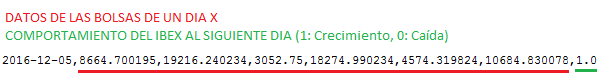 DATOS DE LAS BOLSAS DE UN DIA X
COMPORTAMIENTO DEL IBEX AL SIGUIENTE DIA (1: Crecimiento, 0: Caída)
2016-12-05,8664.700195,19216.240234,3052.75,18274.990234,4574.319824,10684.830078,1.0